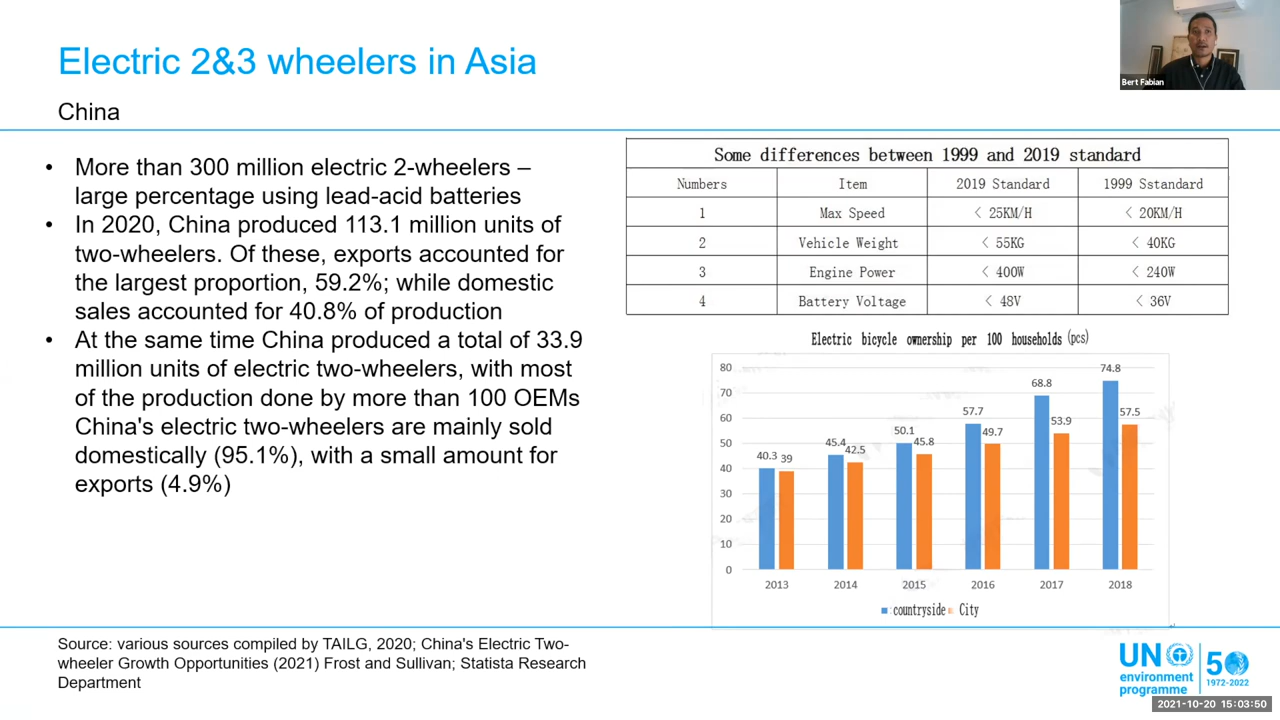 Electric 2&3 wheelers in Asia
Bert Fabian
China
• More than 300 million electric 2-wheelers –
large percentage using lead-acid batteries
• In 2020, China produced 113.1 million units of
two-wheelers. Of these, exports accounted for
the largest proportion, 59.2%; while domestic
sales accounted for 40.8% of production
• At the same time China produced a total of 33.9
million units of electric two-wheelers, with most
of the production done by more than 100 OEMs
China's electric two-wheelers are mainly sold
domestically (95.1%), with a small amount for
exports (4.9%)
Some differences between 1999 and 2019 standard
Numbers Item 2019 Standard 1999 Sstandard
1 Max Speed < 25KM/H < 20KM/H
2 Vehicle Weight < 55KG < 40KG
3 Engine Power < 400W < 240W
4 Battery Voltage < 48V < 36V
Electric bicycle ownership per 100 households (pcs)
80
70
60
50
40
30
20
10
0
40.3 39
45.4 42.5
50.1 45.8
57.7 49.7
68.8 53.9
74.8 57.5
2013 2014 2015 2016 2017 2018
countryside City
Source: various sources compiled by TAILG, 2020; China's Electric Two-
wheeler Growth Opportunities (2021) Frost and Sullivan; Statista Research
Department
UN
environment
programme
50
1972-2022
2021-10-20 15:03:50